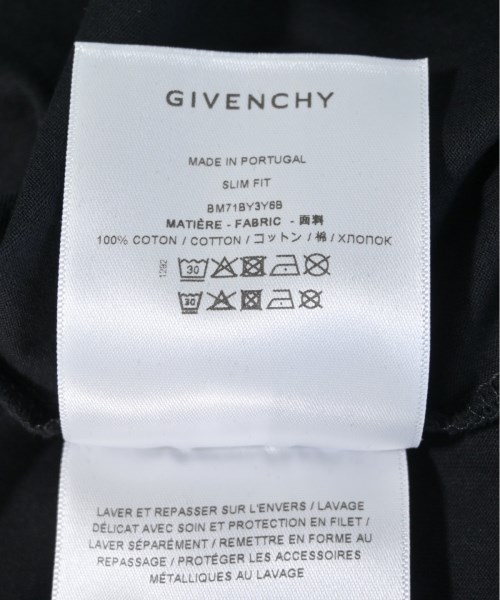 GIVENCHY
MADE IN PORTUGAL
SLIM FIT
BM71BY3Y6B
MATIÈRE - FABRIC - 面料
100% COTON / COTTON / コットン / 棉 / ХЛОПОК
1292
30
30
LAVER ET REPASSER SUR L'ENVERS / LAVAGE
DÉLICAT AVEC SOIN ET PROTECTION EN FILET /
LAVER SÉPARÉMENT / REMETTRE EN FORME AU
REPASSAGE / PROTÉGER LES ACCESSOIRES
MÉTALLIQUES AU LAVAGE